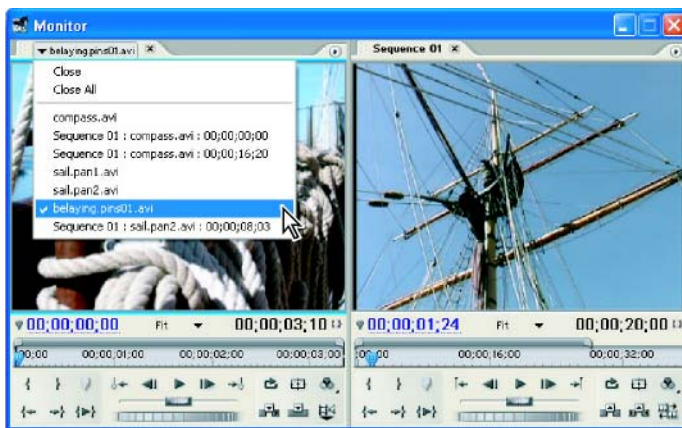 Monitor
belaying.pins01.avi
Sequence 01
Close
Close All
compass.avi
Sequence 01 : compass.avi : 00;00;00;00
Sequence 01 : compass.avi : 00;00;16;20
sail.pan1.avi
sail.pan2.avi
belaying.pins01.avi
Sequence 01 : sail.pan2.avi : 00;00;08;03
00;00;00;00 Fit 00;00;03;10
00;00;01;24 Fit 00;00;20;00
00;00 00;00;01;00 00;00;02;00 00;00;03;00
00;00 00;00;16;00 00;00;32;00